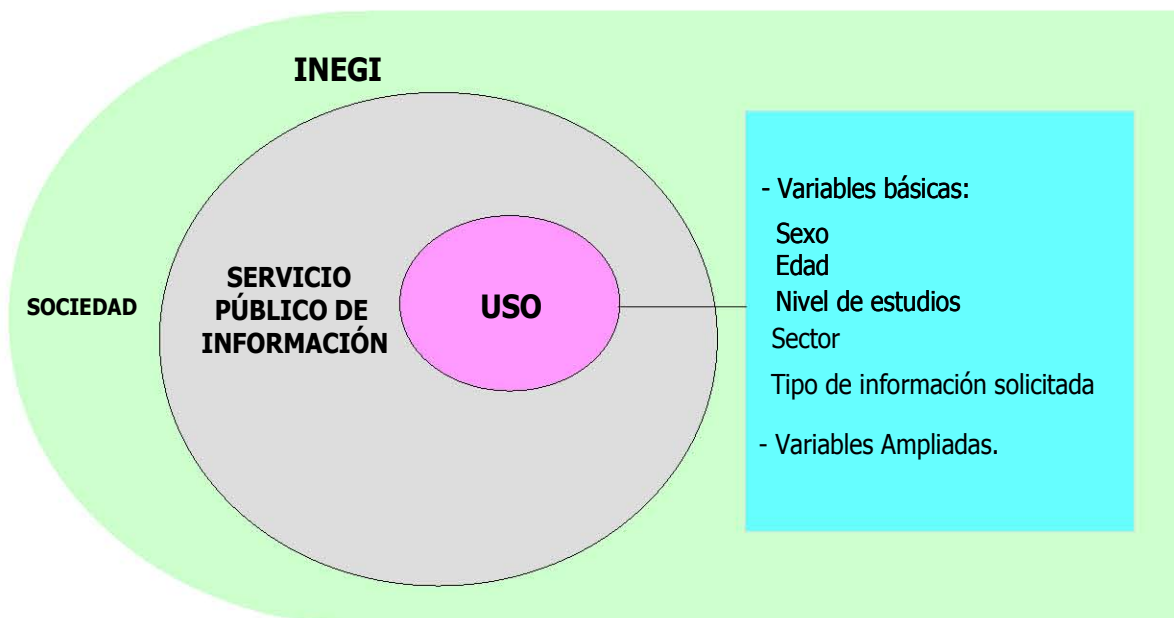 INEGI
SOCIEDAD
SERVICIO
PÚBLICO DE
INFORMACIÓN
USO
- Variables básicas:
Sexo
Edad
Nivel de estudios
Sector
Tipo de información solicitada
- Variables Ampliadas.